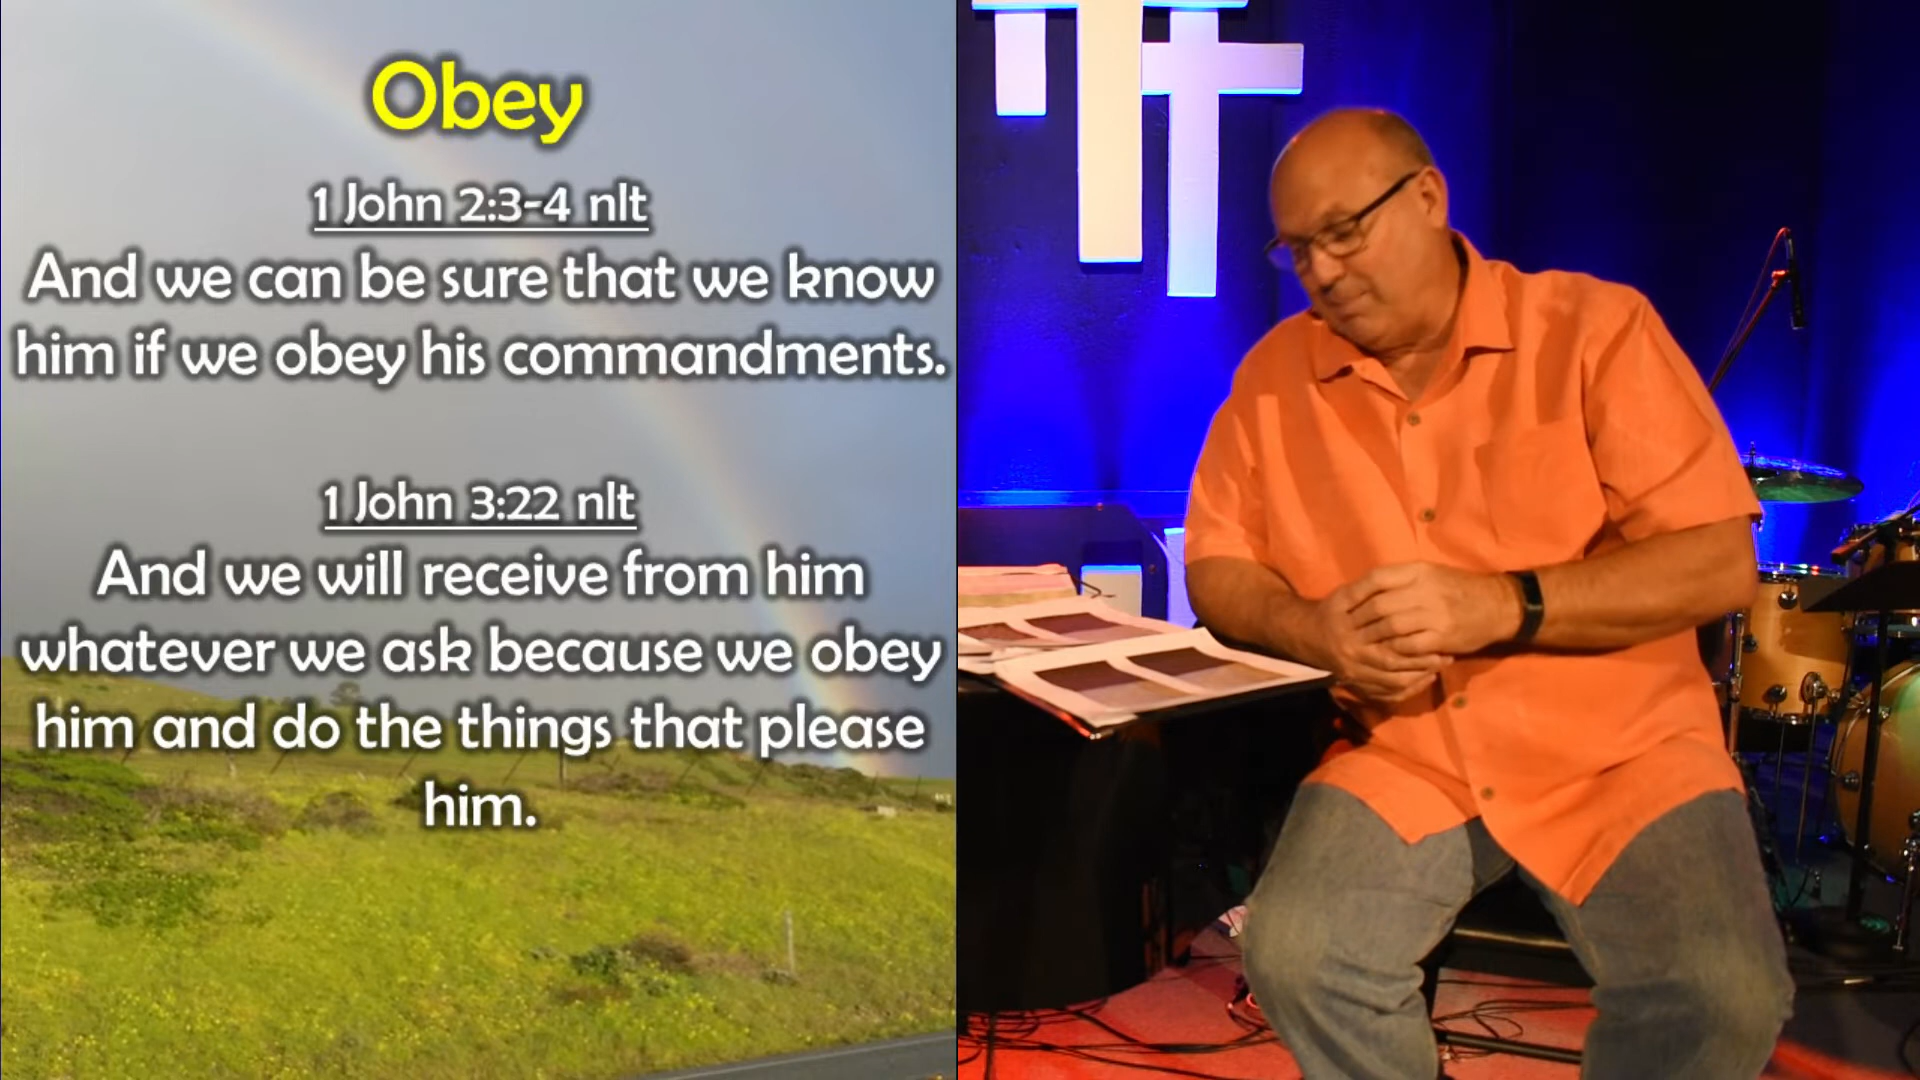 Obey
1 John 2:3-4 nlt
And we can be sure that we know
him if we obey his commandments.
1 John 3:22 nlt
And we will receive from him
whatever we ask because we obey
him and do the things that please
him.